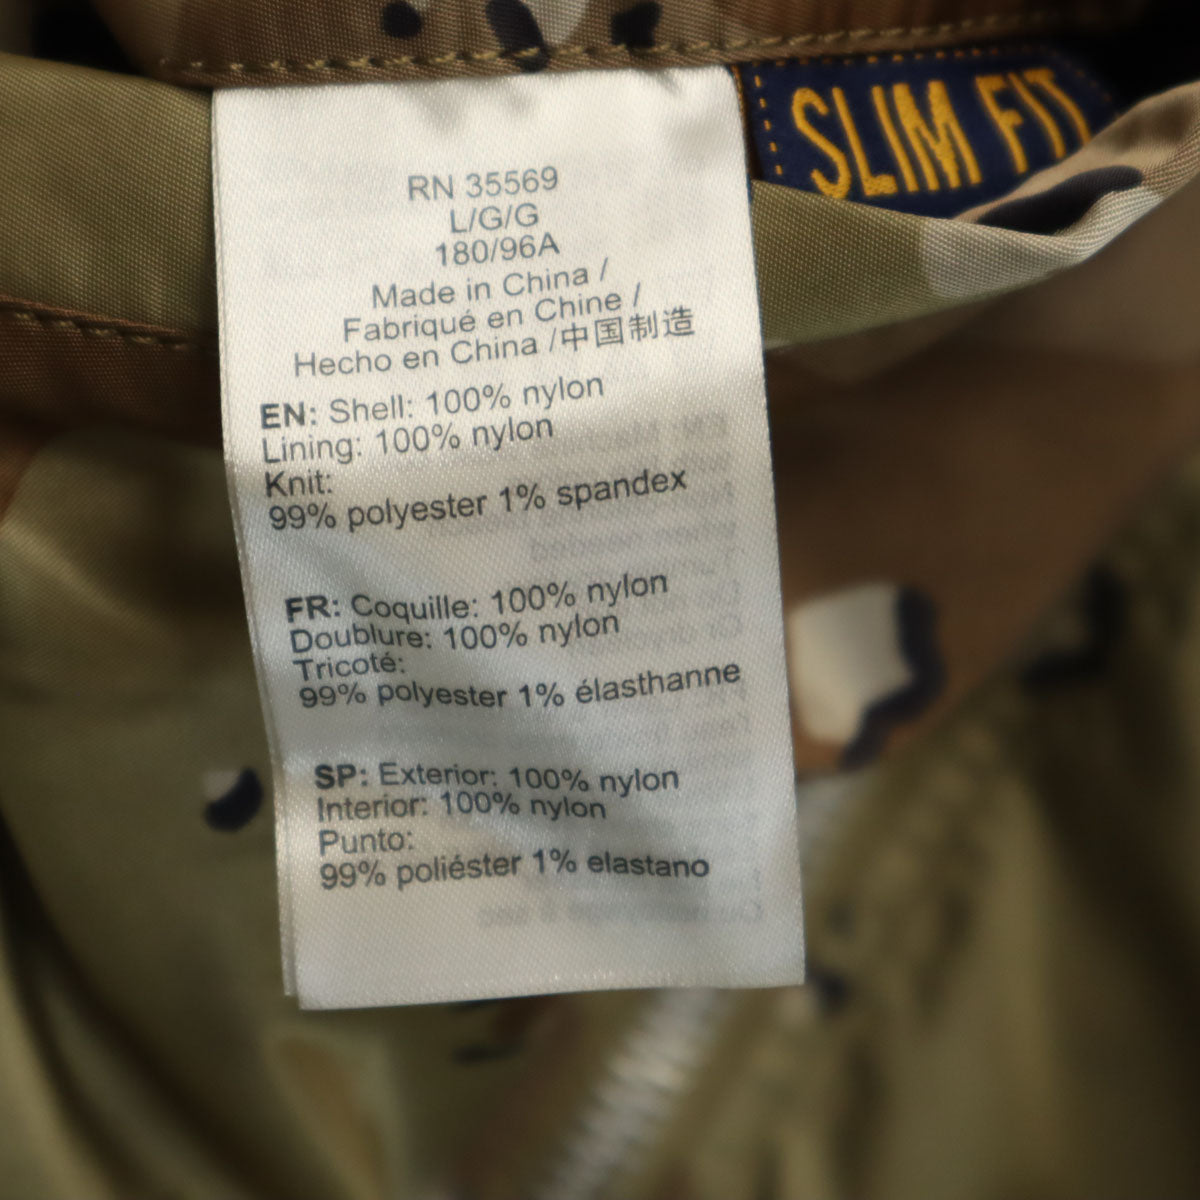 SLIM FIT
RN 35569
L/G/G
180/96A
Made in China /
Fabriqué en Chine /
Hecho en China /中国制造
EN: Shell: 100% nylon
Lining: 100% nylon
Knit:
99% polyester 1% spandex
FR: Coquille: 100% nylon
Doublure: 100% nylon
Tricoté:
99% polyester 1% élasthanne
SP: Exterior: 100% nylon
Interior: 100% nylon
Punto:
99% poliéster 1% elastano